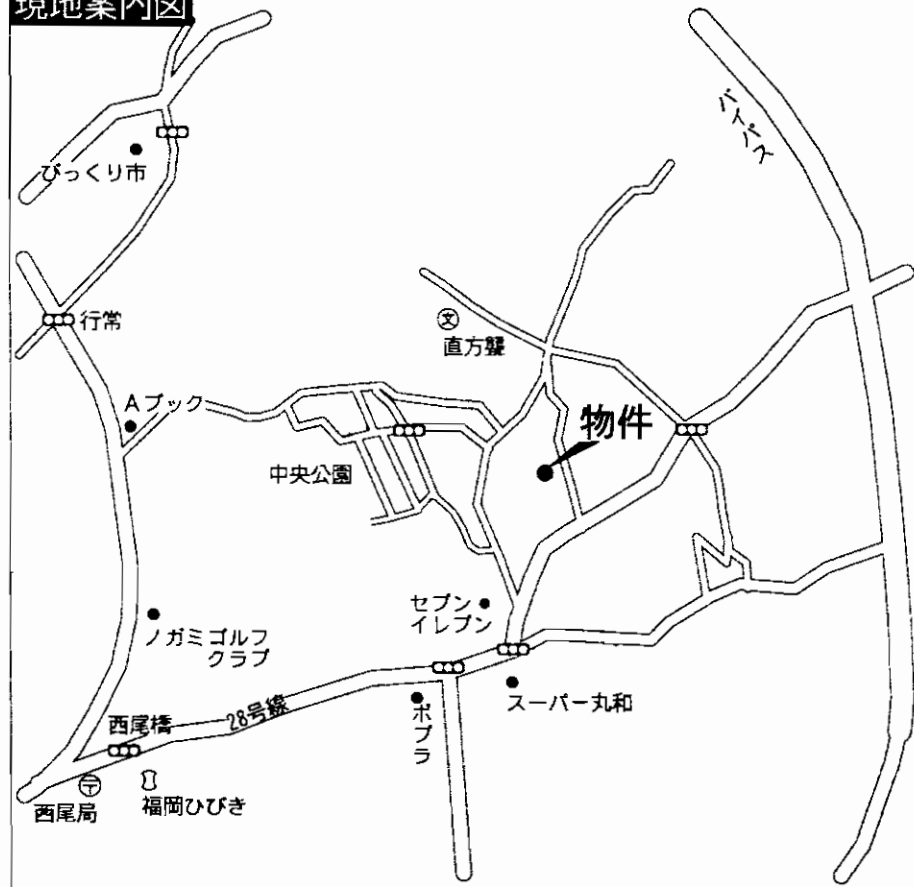 現地案内図
バイパス
びっくり市
行常
文
直方聾
Aブック
物件
中央公園
セブン
イレブン
ノガミゴルフ
クラブ
スーパー丸和
ポプラ
28号線
西尾橋
〒
西尾局
福岡ひびき